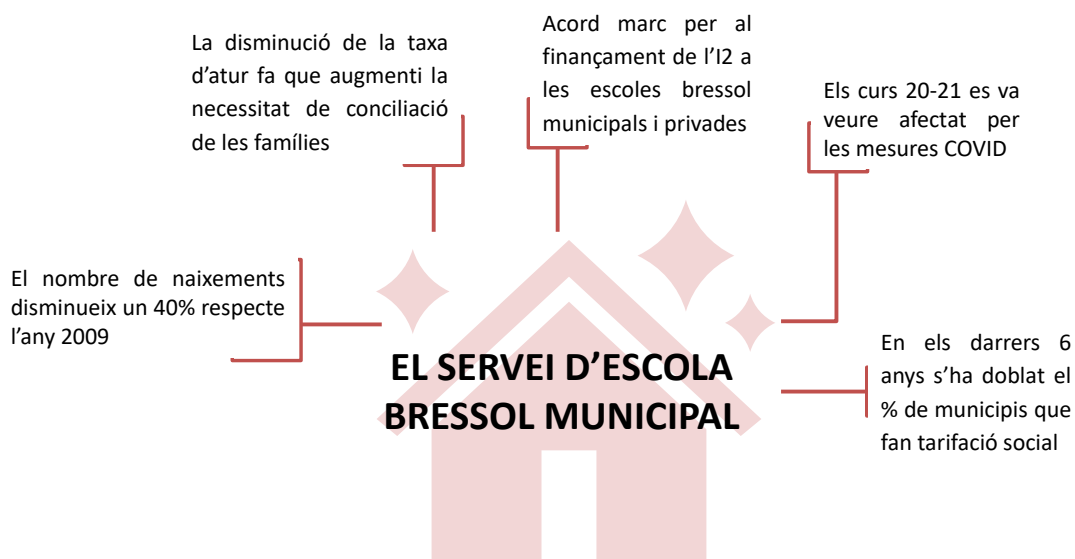 La disminució de la taxa
d'atur fa que augmenti la
necessitat de conciliació
de les famílies
Acord marc per al
finançament de l'I2 a
les escoles bressol
municipals i privades
Els curs 20-21 es va
veure afectat per
les mesures COVID
El nombre de naixements
disminueix un 40% respecte
l'any 2009
EL SERVEI D'ESCOLA
BRESSOL MUNICIPAL
En els darrers 6
anys s'ha doblat el
% de municipis que
fan tarifació social